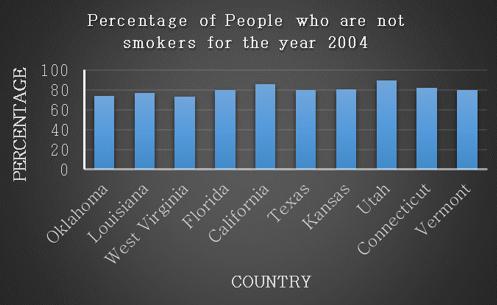 Percentage of People who are not
smokers for the year 2004
PERCENTAGE
100
80
60
40
20
0
Oklahoma
Louisiana
West Virginia
Florida
California
Texas
Kansas
Utah
Connecticut
Vermont
COUNTRY